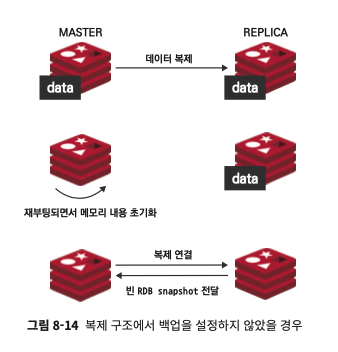 MASTER
REPLICA
데이터 복제
data
data
data
재부팅되면서 메모리 내용 초기화
복제 연결
빈 RDB snapshot 전달
그림 8-14 복제 구조에서 백업을 설정하지 않았을 경우